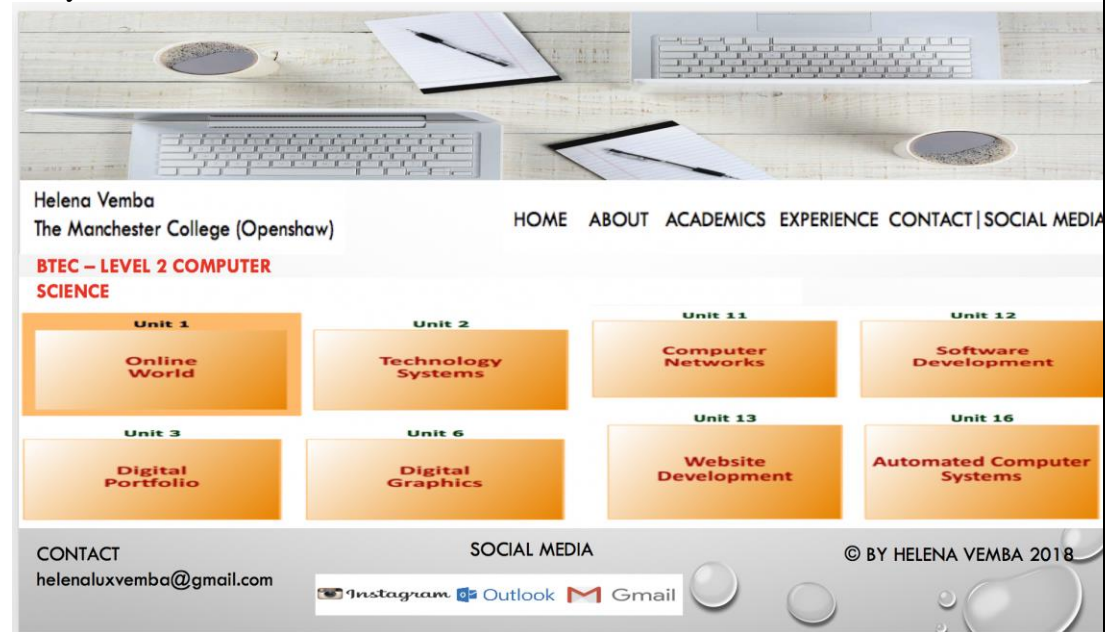 Helena Vemba
The Manchester College (Openshaw)
HOME ABOUT ACADEMICS EXPERIENCE CONTACT|SOCIAL MEDIA
BTEC – LEVEL 2 COMPUTER
SCIENCE
Unit 1
Online
World
Unit 2
Technology
Systems
Unit 11
Computer
Networks
Unit 12
Software
Development
Unit 3
Digital
Portfolio
Unit 6
Digital
Graphics
Unit 13
Website
Development
Unit 16
Automated Computer
Systems
CONTACT
helenaluxvemba@gmail.com
SOCIAL MEDIA
Instagram Outlook Gmail
© BY HELENA VEMBA 2018